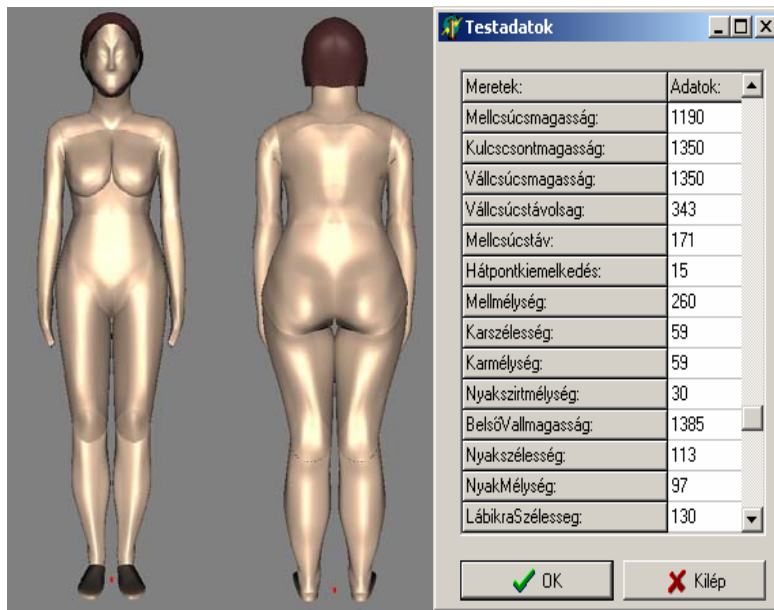 Testadatok
Meretek: Adatok:
Mellcsúcsmagasság: 1190
Kulcscsontmagasság: 1350
Vállcsúcsmagasság: 1350
Vállcsúcstávolsag: 343
Mellcsúcstáv: 171
Hátpontkiemelkedés: 15
Mellmélység: 260
Karszélesség: 59
Karmélység: 59
Nyakszirtmélység: 30
BelsőVallmagasság: 1385
Nyakszélesség: 113
NyakMélység: 97
LábikraSzélesseg: 130
OK Kilép